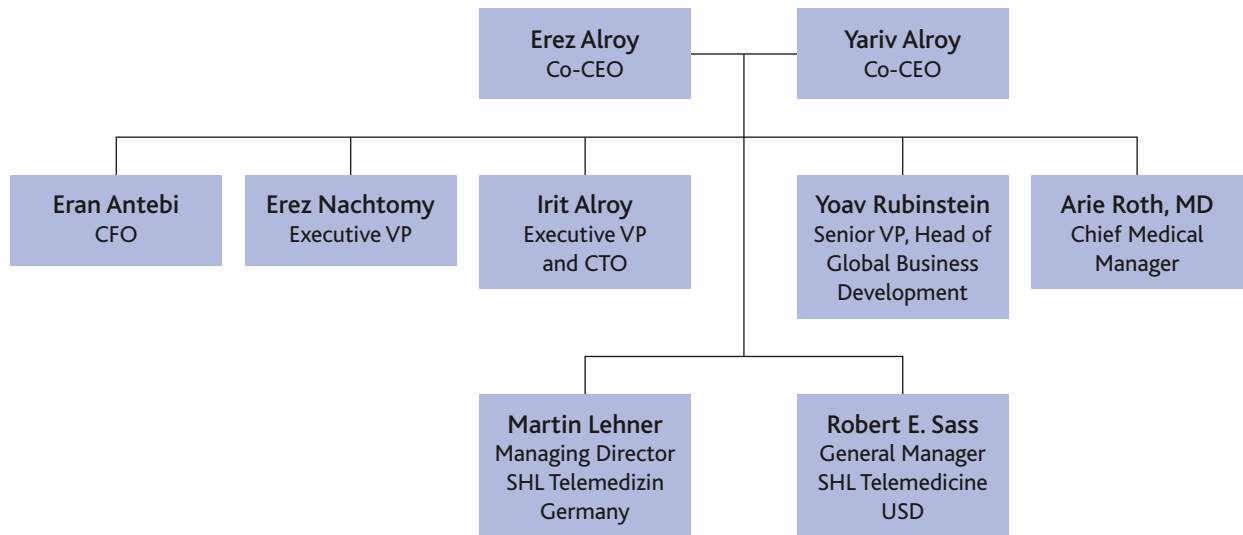 Erez Alroy
Co-CEO
Yariv Alroy
Co-CEO
Eran Antebi
CFO
Erez Nachtomy
Executive VP
Irit Alroy
Executive VP
and CTO
Yoav Rubinstein
Senior VP, Head of
Global Business
Development
Arie Roth, MD
Chief Medical
Manager
Martin Lehner
Managing Director
SHL Telemedizin
Germany
Robert E. Sass
General Manager
SHL Telemedicine
USD